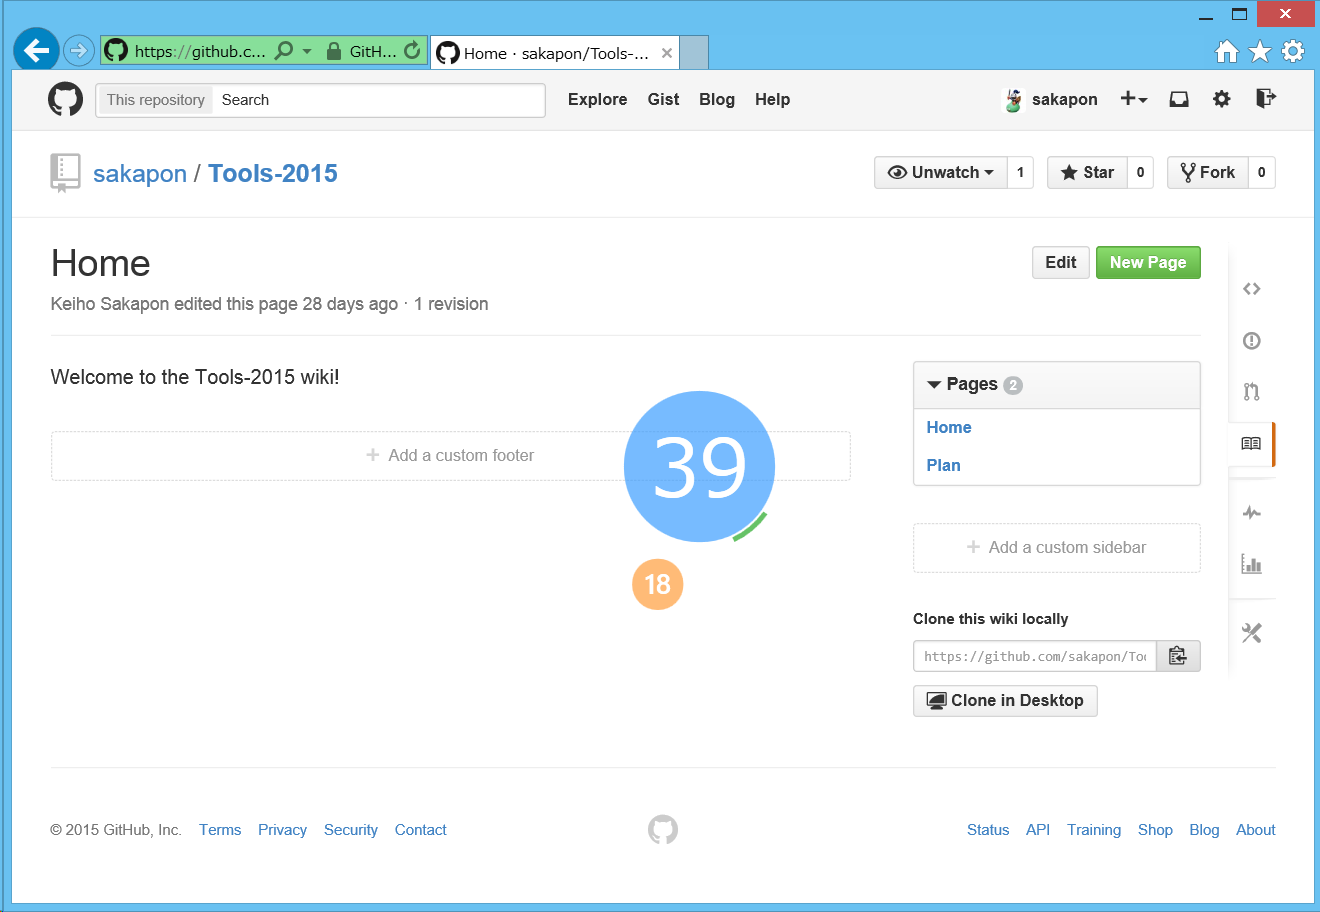 https://github.c... GitH... Home · sakapon/Tools-...
This repository Search Explore Gist Blog Help sakapon
sakapon / Tools-2015 Unwatch 1 Star 0 Fork 0
Home Edit New Page
Keiho Sakapon edited this page 28 days ago · 1 revision
Welcome to the Tools-2015 wiki!
Add a custom footer
39
18
Pages 2
Home
Plan
Add a custom sidebar
Clone this wiki locally
https://github.com/sakapon/Too
Clone in Desktop
© 2015 GitHub, Inc. Terms Privacy Security Contact Status API Training Shop Blog About